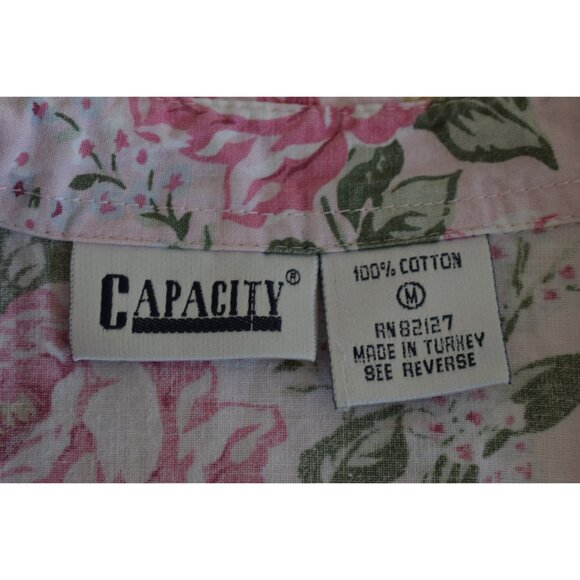 CAPACITY®
100% COTTON
M
RN 82127
MADE IN TURKEY
SEE REVERSE